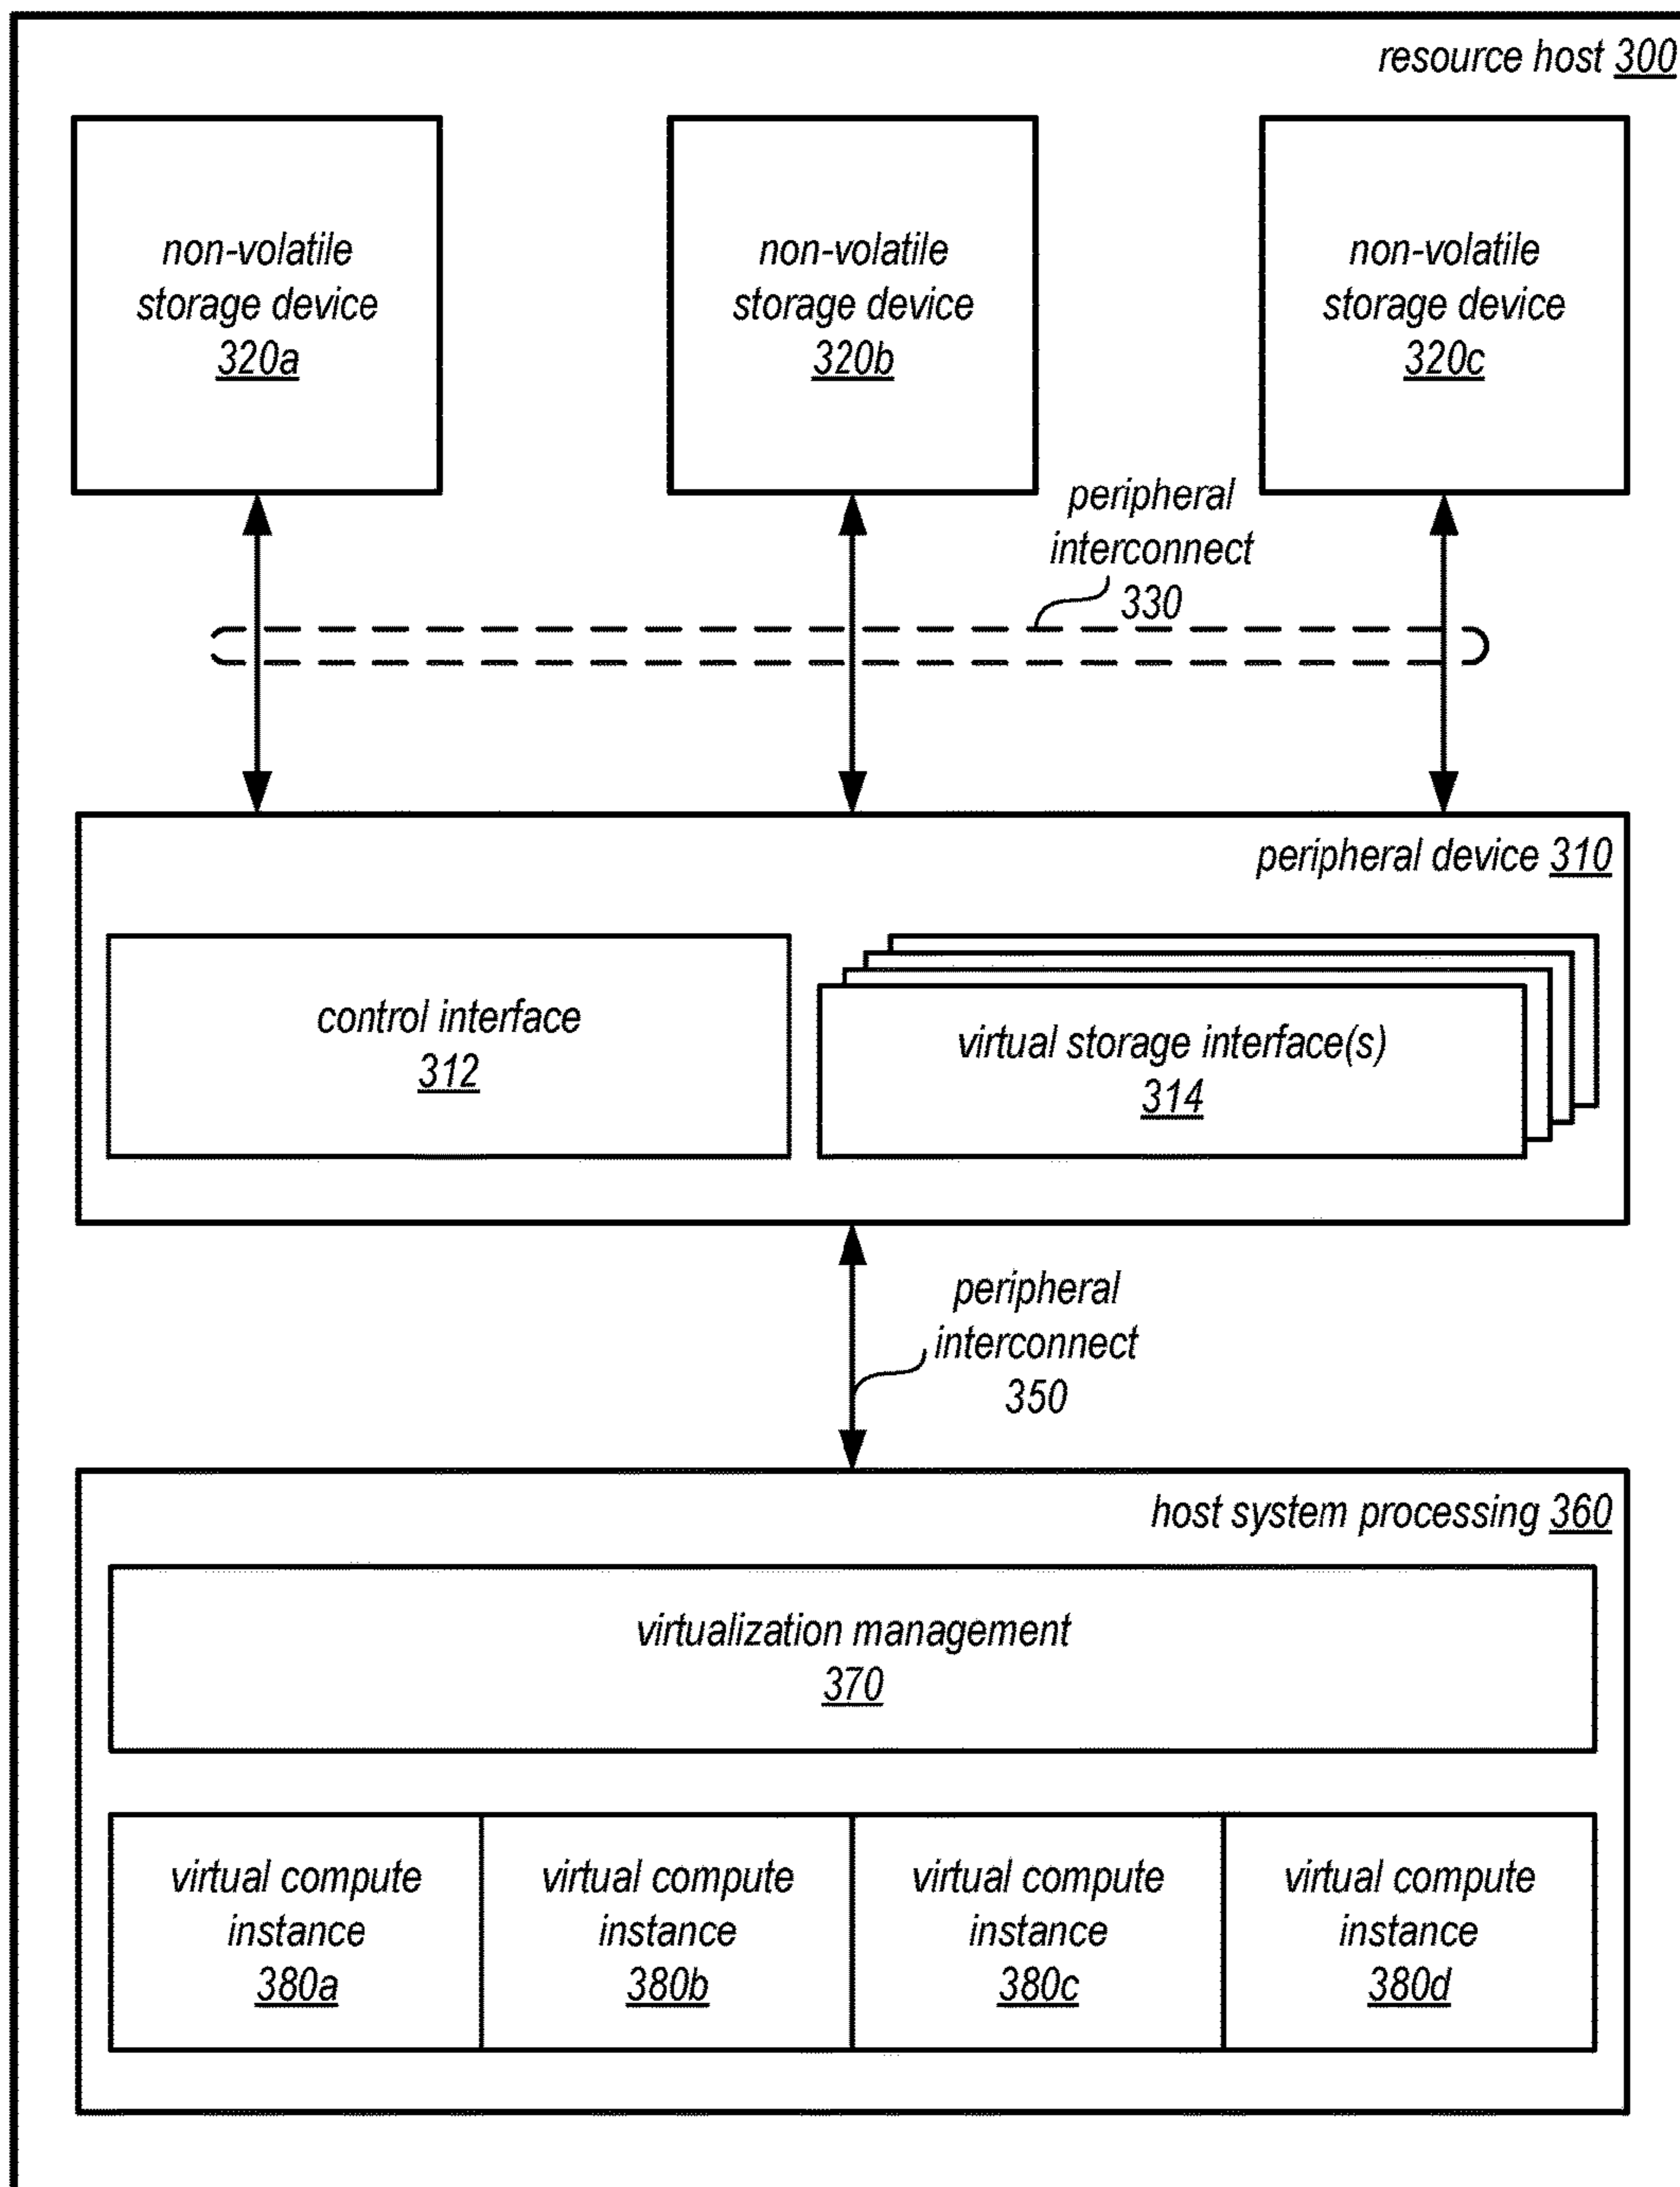 resource host 300
non-volatile
storage device
320a
non-volatile
storage device
320b
non-volatile
storage device
320c
peripheral
interconnect
330
peripheral device 310
control interface
312
virtual storage interface(s)
314
peripheral
interconnect
350
host system processing 360
virtualization management
370
virtual compute
instance
380a
virtual compute
instance
380b
virtual compute
instance
380c
virtual compute
instance
380d